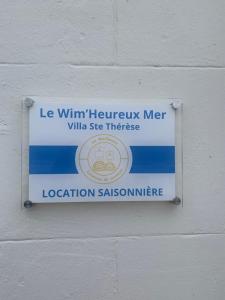 Le Wim'Heureux Mer
Villa Ste Thérèse
LOCATION SAISONNIÈRE